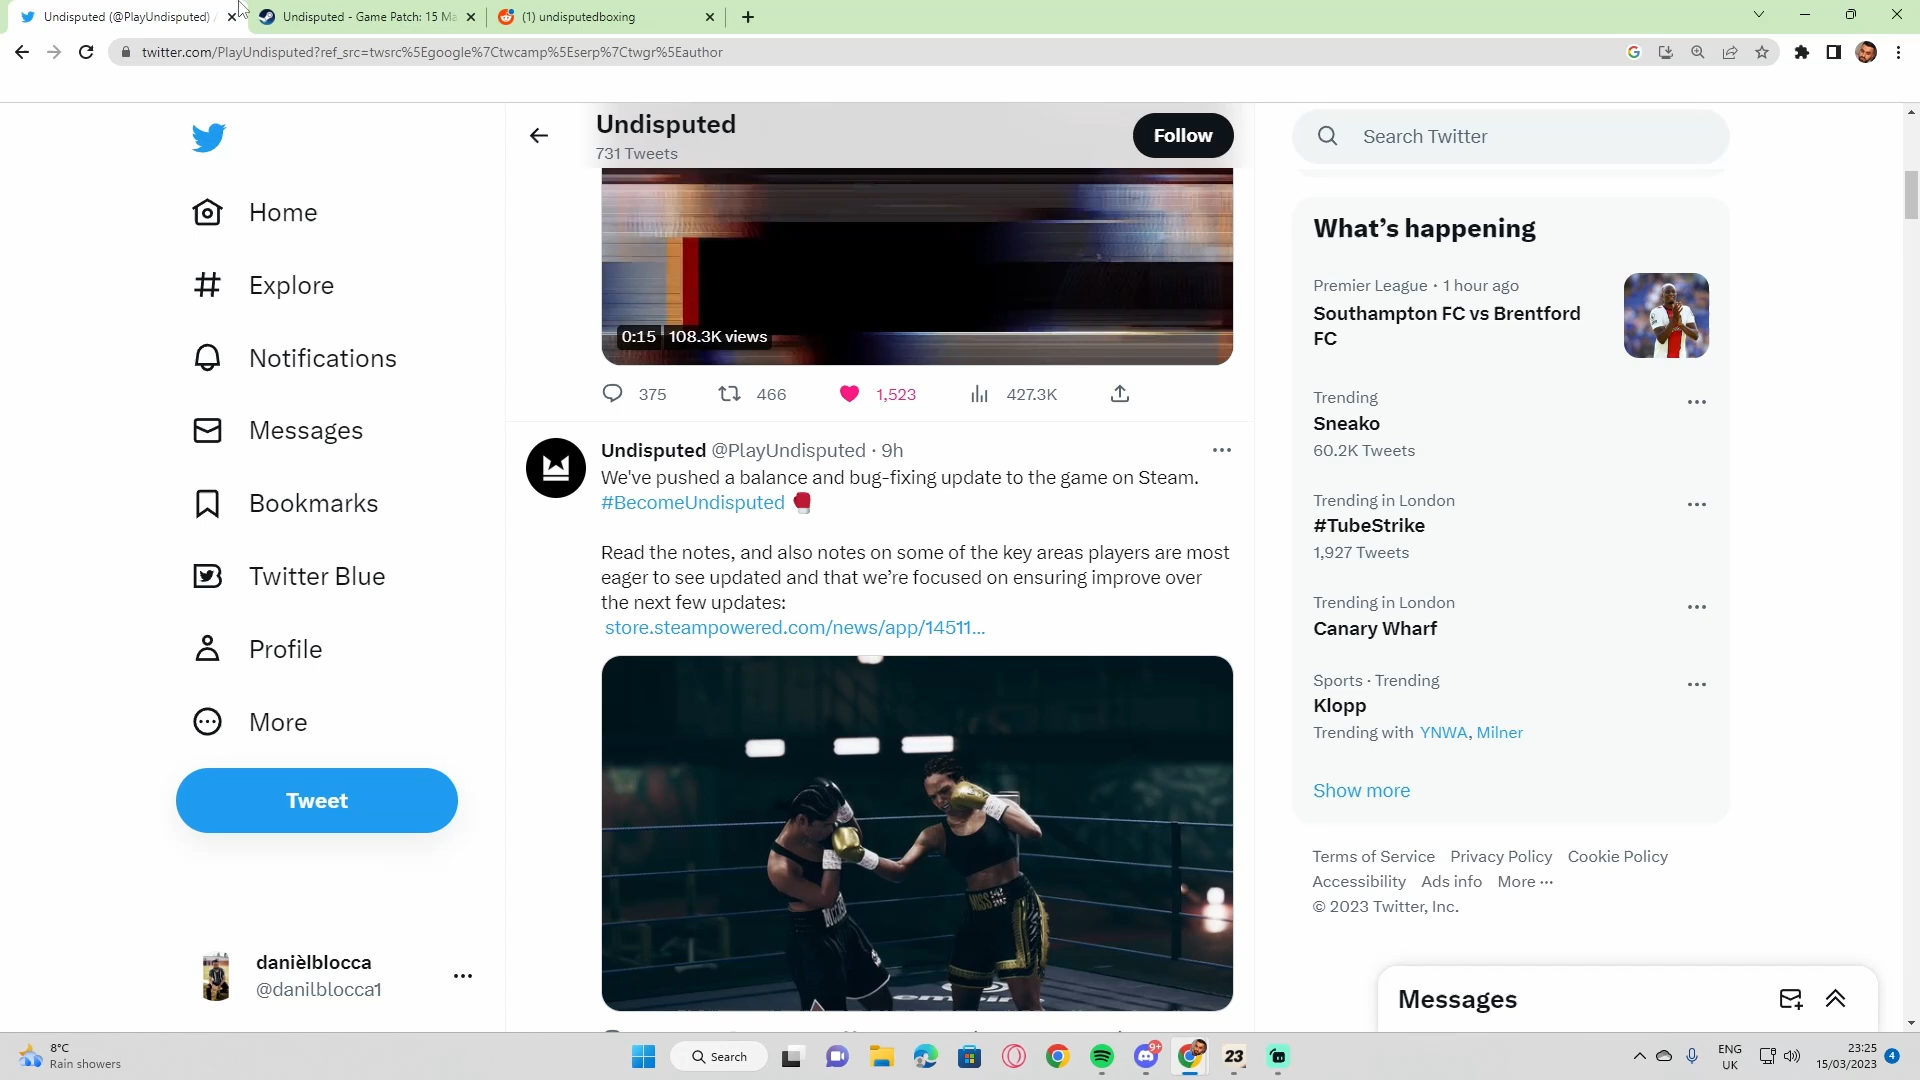 Undisputed (@PlayUndisputed) /
Undisputed - Game Patch: 15 Ma
(1) undisputedboxing
twitter.com/PlayUndisputed?ref_src=twsrc%5Egoogle%7Ctwcamp%5Eserp%7Ctwgr%5Eauthor
Undisputed
731 Tweets
Follow
Search Twitter
Home
Explore
Notifications
Messages
Bookmarks
Twitter Blue
Profile
More
Tweet
danièlblocca
@danilblocca1
0:15
108.3K views
375
466
1,523
427.3K
Undisputed @PlayUndisputed · 9h
We've pushed a balance and bug-fixing update to the game on Steam.
#BecomeUndisputed
Read the notes, and also notes on some of the key areas players are most
eager to see updated and that we’re focused on ensuring improve over
the next few updates:
store.steampowered.com/news/app/14511...
What’s happening
Premier League · 1 hour ago
Southampton FC vs Brentford
FC
Trending
Sneako
60.2K Tweets
Trending in London
#TubeStrike
1,927 Tweets
Trending in London
Canary Wharf
Sports · Trending
Klopp
Trending with YNWA, Milner
Show more
Terms of Service Privacy Policy Cookie Policy
Accessibility Ads info More ···
© 2023 Twitter, Inc.
Messages
8°C
Rain showers
Search
9+
23
ENG
UK
23:25
15/03/2023
4